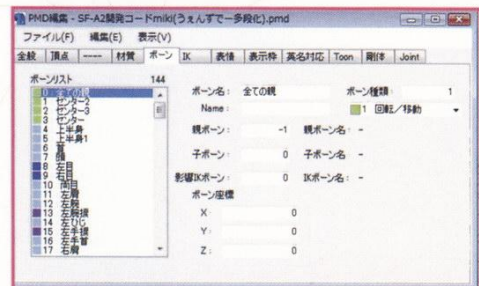 PMD編集 - SF-A2開発コードmiki(うぇんずでー多段化).pmd
ファイル(F) 編集(E) 表示(V)
全般 頂点 ---- 材質 ボーン IK 表情 表示枠 英名対応 Toon 剛体 Joint
ボーンリスト 144
0 全ての親
1 センター2
2 センター3
3 センター
4 上半身
5 上半身1
6 首
7 頭
8 左目
9 右目
10 両目
11 左肩
12 左腕
13 左腕捩
14 左ひじ
15 左手捩
16 左手首
17 右肩
ボーン名: 全ての親 ボーン種類: 1
Name: 1 回転／移動
親ボーン: -1 親ボーン名: -
子ボーン: 0 子ボーン名: -
影響IKボーン: 0 IKボーン名: -
ボーン座標
X: 0
Y: 0
Z: 0